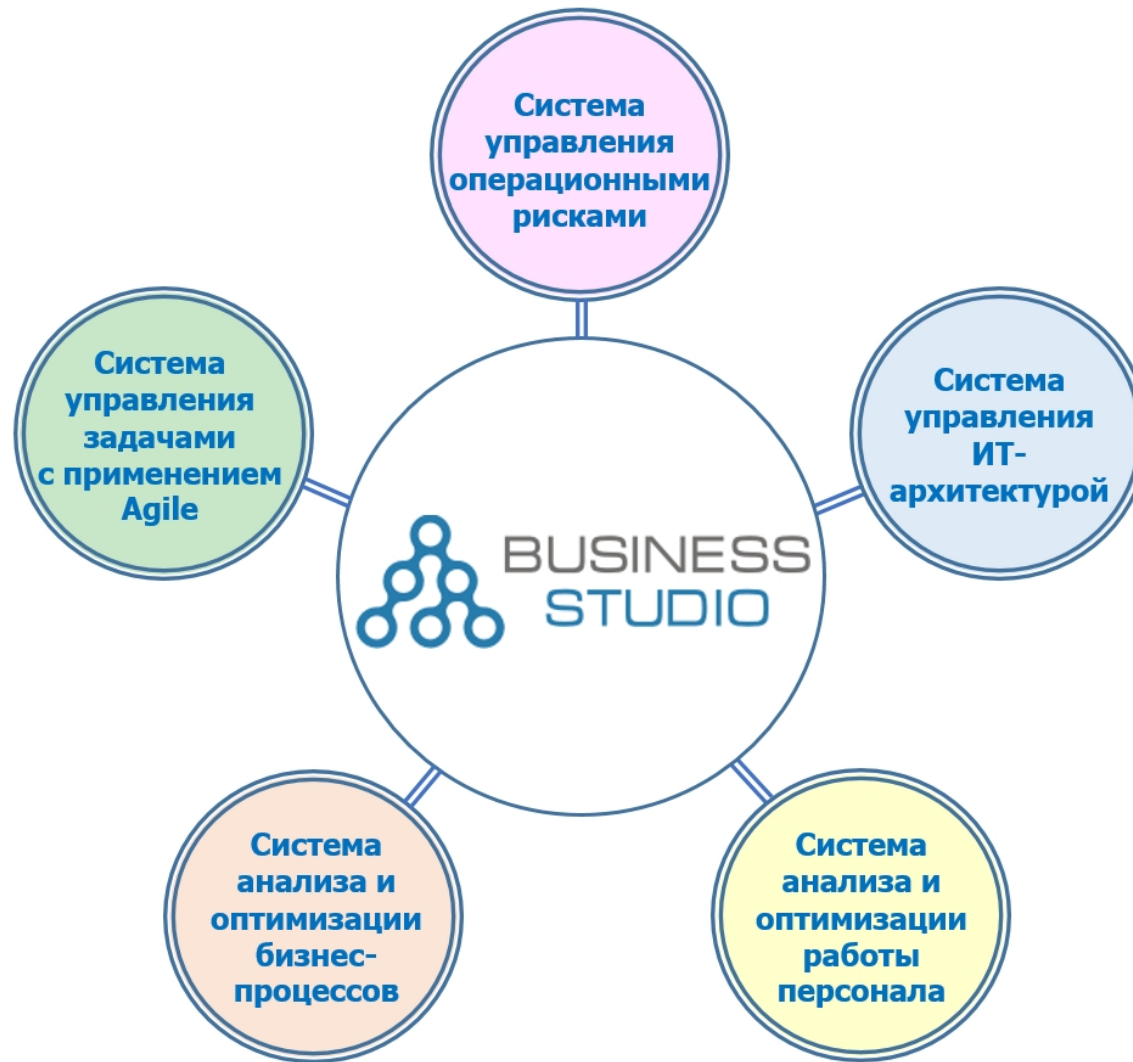 Система
управления
операционными
рисками
Система
управления
задачами
с применением
Agile
Система
управления
ИТ-
архитектурой
BUSINESS
STUDIO
Система
анализа и
оптимизации
бизнес-
процессов
Система
анализа и
оптимизации
работы
персонала